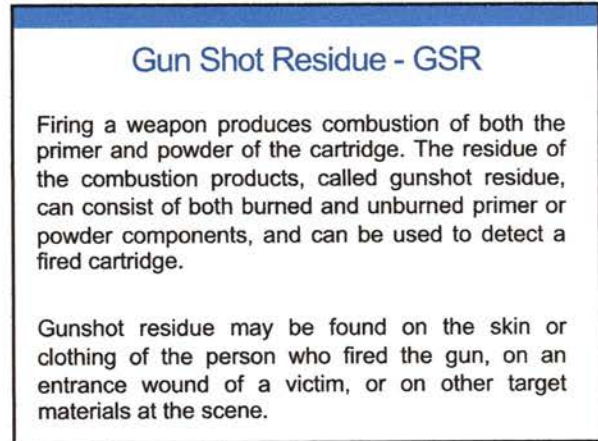 Gun Shot Residue - GSR
Firing a weapon produces combustion of both the
primer and powder of the cartridge. The residue of
the combustion products, called gunshot residue,
can consist of both burned and unburned primer or
powder components, and can be used to detect a
fired cartridge.
Gunshot residue may be found on the skin or
clothing of the person who fired the gun, on an
entrance wound of a victim, or on other target
materials at the scene.